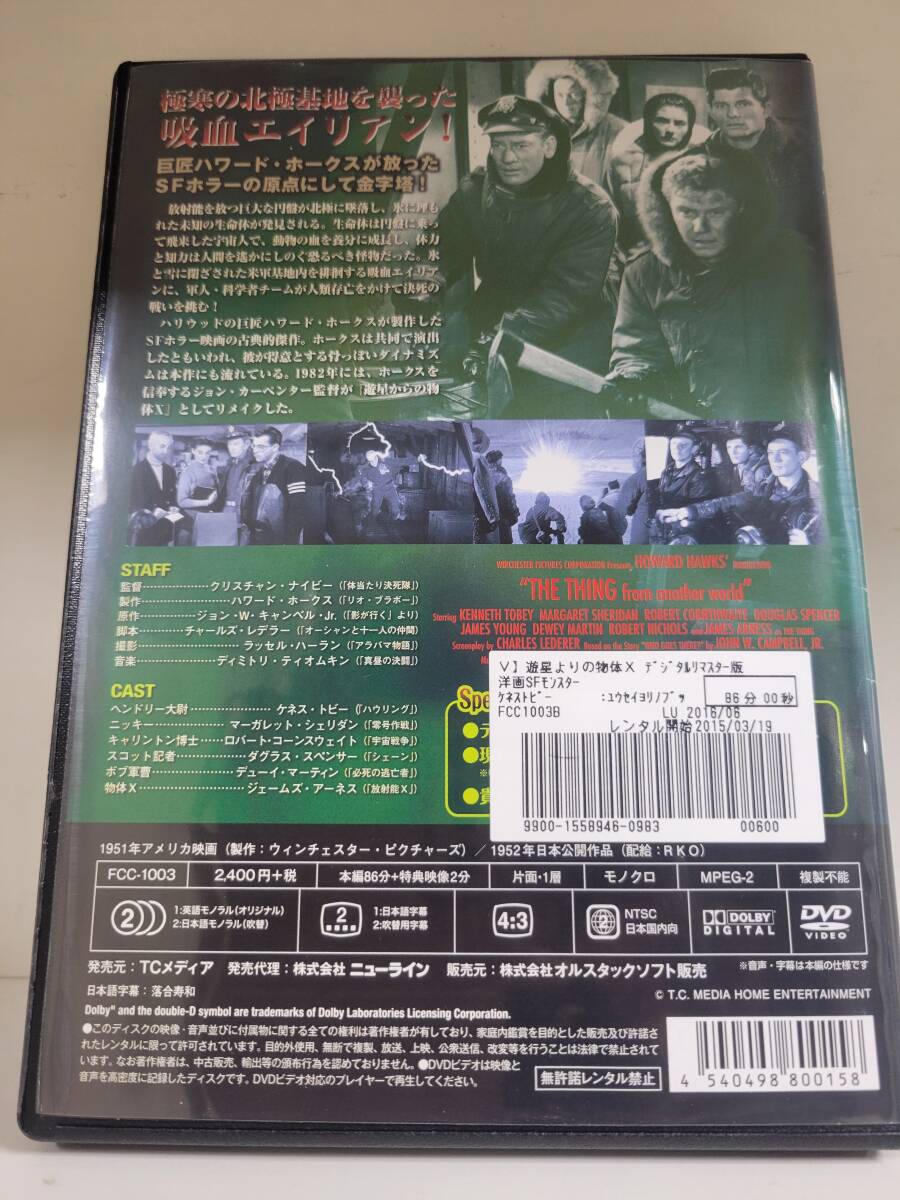 極寒の北極基地を襲った
吸血エイリアン!
巨匠ハワード・ホークスが放った
SFホラーの原点にして金字塔!
放射能を放つ巨大な円盤が北極に墜落し、氷に埋も
れた未知の生命体が発見される。生命体は円盤に乗っ
て飛来した宇宙人で、動物の血を養分に成長し、体力
と知力は人間を遙かにしのぐ恐るべき怪物だった。氷
と雪に閉ざされた米軍基地内を徘徊する吸血エイリア
ンに、軍人・科学者チームが人類存亡をかけて決死の
戦いを挑む!
ハリウッドの巨匠ハワード・ホークスが製作した
SFホラー映画の古典的傑作。ホークスは共同で演出
したともいわれ、彼が得意とする骨っぽいダイナミズ
ムは本作にも流れている。1982年には、ホークスを
信奉するジョン・カーペンター監督が『遊星からの物
体X』としてリメイクした。
STAFF
監督……………クリスチャン・ナイビー(「体当たり決死隊」)
製作……………ハワード・ホークス(「リオ・ブラボー」)
原作……………ジョン・W・キャンベル・Jr.(「影が行く」より)
脚本……………チャールズ・レデラー(「オーシャンと十一人の仲間」)
撮影……………ラッセル・ハーラン(「アラバマ物語」)
音楽……………ディミトリ・ティオムキン(「真昼の決闘」)
CAST
ヘンドリー大尉……………ケネス・トビー(「ハウリング」)
ニッキー……………マーガレット・シェリダン(「零号作戦」)
キャリントン博士……………ロバート・コーンスウェイト(「宇宙戦争」)
スコット記者……………ダグラス・スペンサー(「シェーン」)
ボブ軍曹……………デューイ・マーティン(「必死の逃亡者」)
物体X……………ジェームズ・アーネス(「放射能X」)
WINCHESTER PICTURES CORPORATION Presents HOWARD HAWKS' PRODUCTION
"THE THING from another world"
Starring KENNETH TOBEY MARGARET SHERIDAN ROBERT CORNTHWAITE DOUGLAS SPENCER
JAMES YOUNG DEWEY MARTIN ROBERT NICHOLS and JAMES ARNESS as THE THING
Screenplay by CHARLES LEDERER Based on the Story "WHO GOES THERE?" by JOHN W. CAMPBELL, JR.
Spe
V] 遊星よりの物体X デジタルリマスター版
洋画SFモンスター
ケネストビー :ユウセイヨリノブッ 86分00秒
FCC1003B LU 2016/06
レンタル開始2015/03/19
9900-1558946-0983 00600
1951年アメリカ映画(製作:ウィンチェスター・ピクチャーズ)/1952年日本公開作品(配給:RKO)
FCC-1003 2,400円+税 本編86分+特典映像2分 片面・1層 モノクロ MPEG-2 複製不能
2 1:英語モノラル(オリジナル)
2:日本語モノラル(吹替)
2 1:日本語字幕
2:吹替用字幕
4:3
2 NTSC
日本国内向
DOLBY
DIGITAL
DVD
VIDEO
発売元:TCメディア 発売代理:株式会社 ニューライン 販売元:株式会社オルスタックソフト販売 ※音声・字幕は本編の仕様です
日本語字幕:落合寿和
© T.C. MEDIA HOME ENTERTAINMENT
Dolby" and the double-D symbol are trademarks of Dolby Laboratories Licensing Corporation.
●このディスクの映像・音声並びに付属物に関する全ての権利は著作権者が有しており、家庭内鑑賞を目的とした販売及び許諾さ
れたレンタルに限って許可されています。目的外使用、無断で複製、放送、上映、公衆送信、改変等を行うことは法律で禁止されて
います。なお著作権者は、中古販売、輸出等の頒布行為を認めておりません。●DVDビデオは映像と
音声を高密度に記録したディスクです。DVDビデオ対応のプレイヤーで再生してください。
無許諾レンタル禁止
4 540498 800158